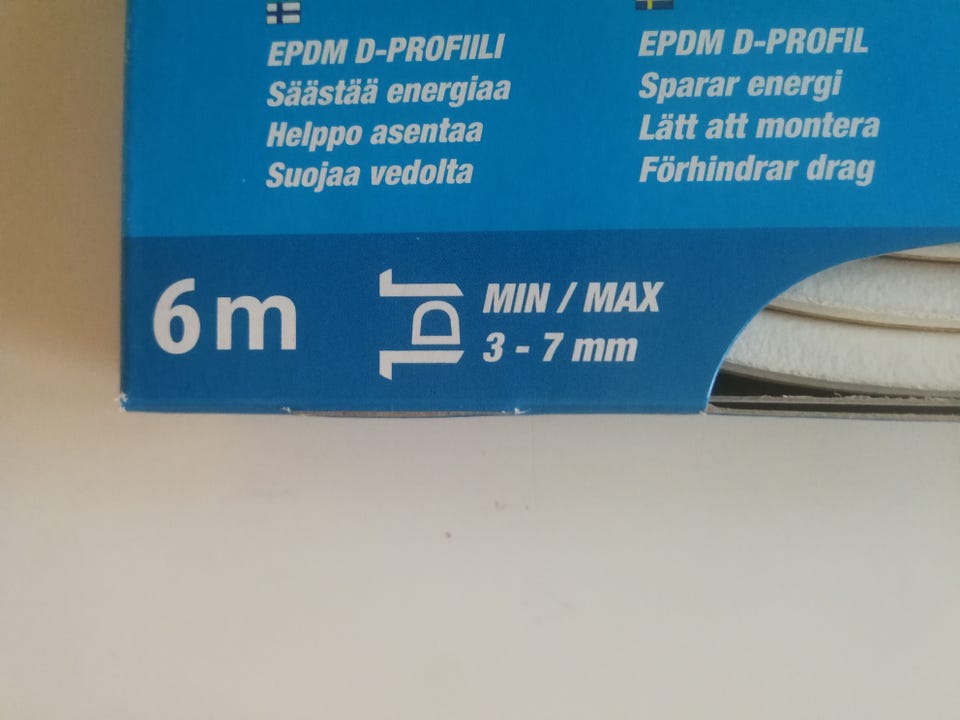 EPDM D-PROFIILI
Säästää energiaa
Helppo asentaa
Suojaa vedolta
EPDM D-PROFIL
Sparar energi
Lätt att montera
Förhindrar drag
6 m
MIN / MAX
3 - 7 mm